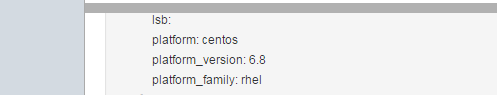 lsb:
platform: centos
platform_version: 6.8
platform_family: rhel